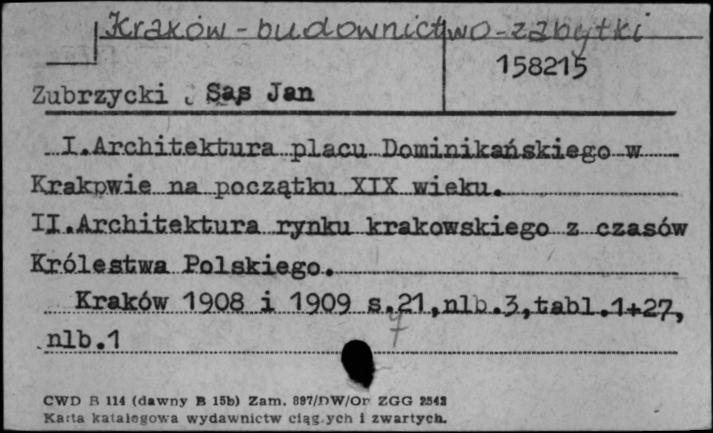 Kraków - budownictwo - zabytki
158215
Zubrzycki Sas Jan
I.Architektura placu Dominikańskiego w
Krakowie na początku XIX wieku.
II.Architektura rynku krakowskiego z czasów
Królestwa Polskiego.
Kraków 1908 i 1909 s.21,nlb.3,tabl.1+27,
nlb.1
7
CWD B 114 (dawny B 15b) Zam. 897/DW/Or ZGG 2542
Karta katalogowa wydawnictw ciągłych i zwartych.